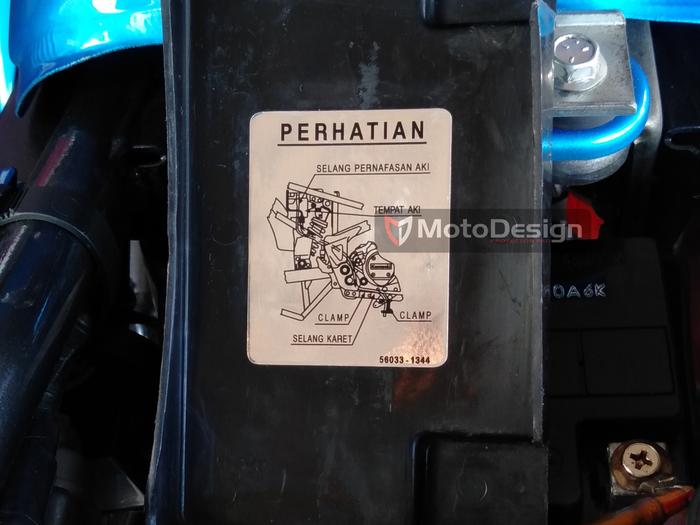 PERHATIAN
SELANG PERNAFASAN AKI
TEMPAT AKI
MotoDesign
CLAMP
CLAMP
SELANG KARET
56033-1344